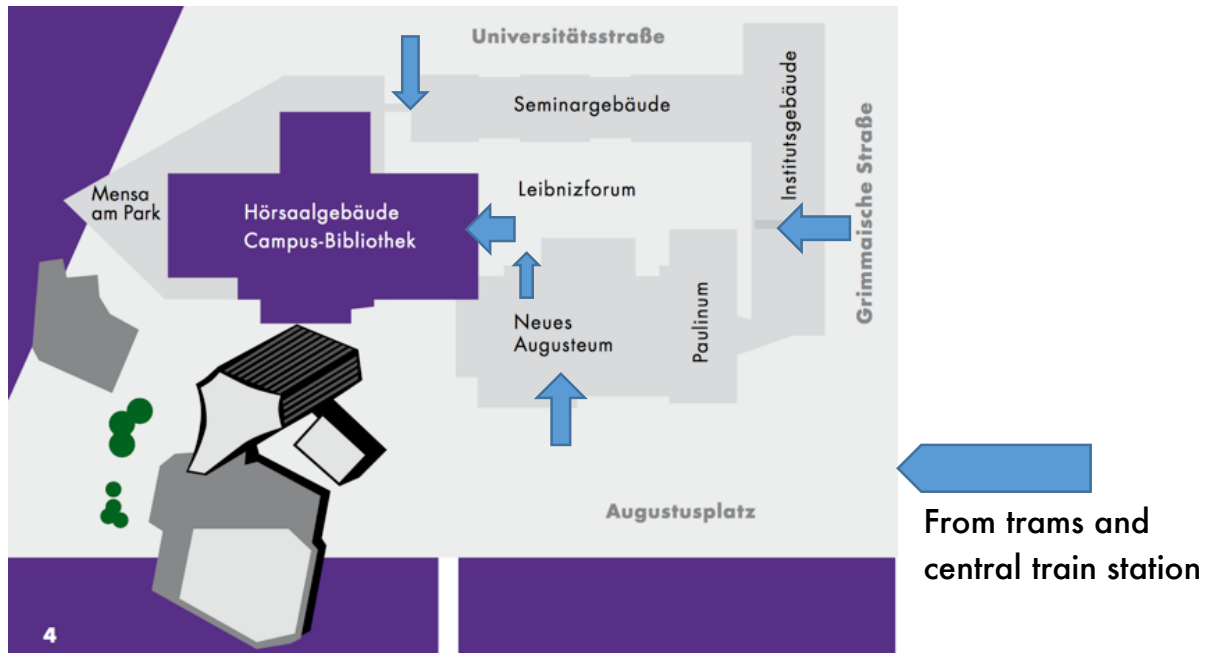 Universitätsstraße
Seminargebäude
Institutsgebäude
Grimmaische Straße
Mensa
am Park
Hörsaalgebäude
Campus-Bibliothek
Leibnizforum
Neues
Augusteum
Paulinum
Augustusplatz
From trams and
central train station
4